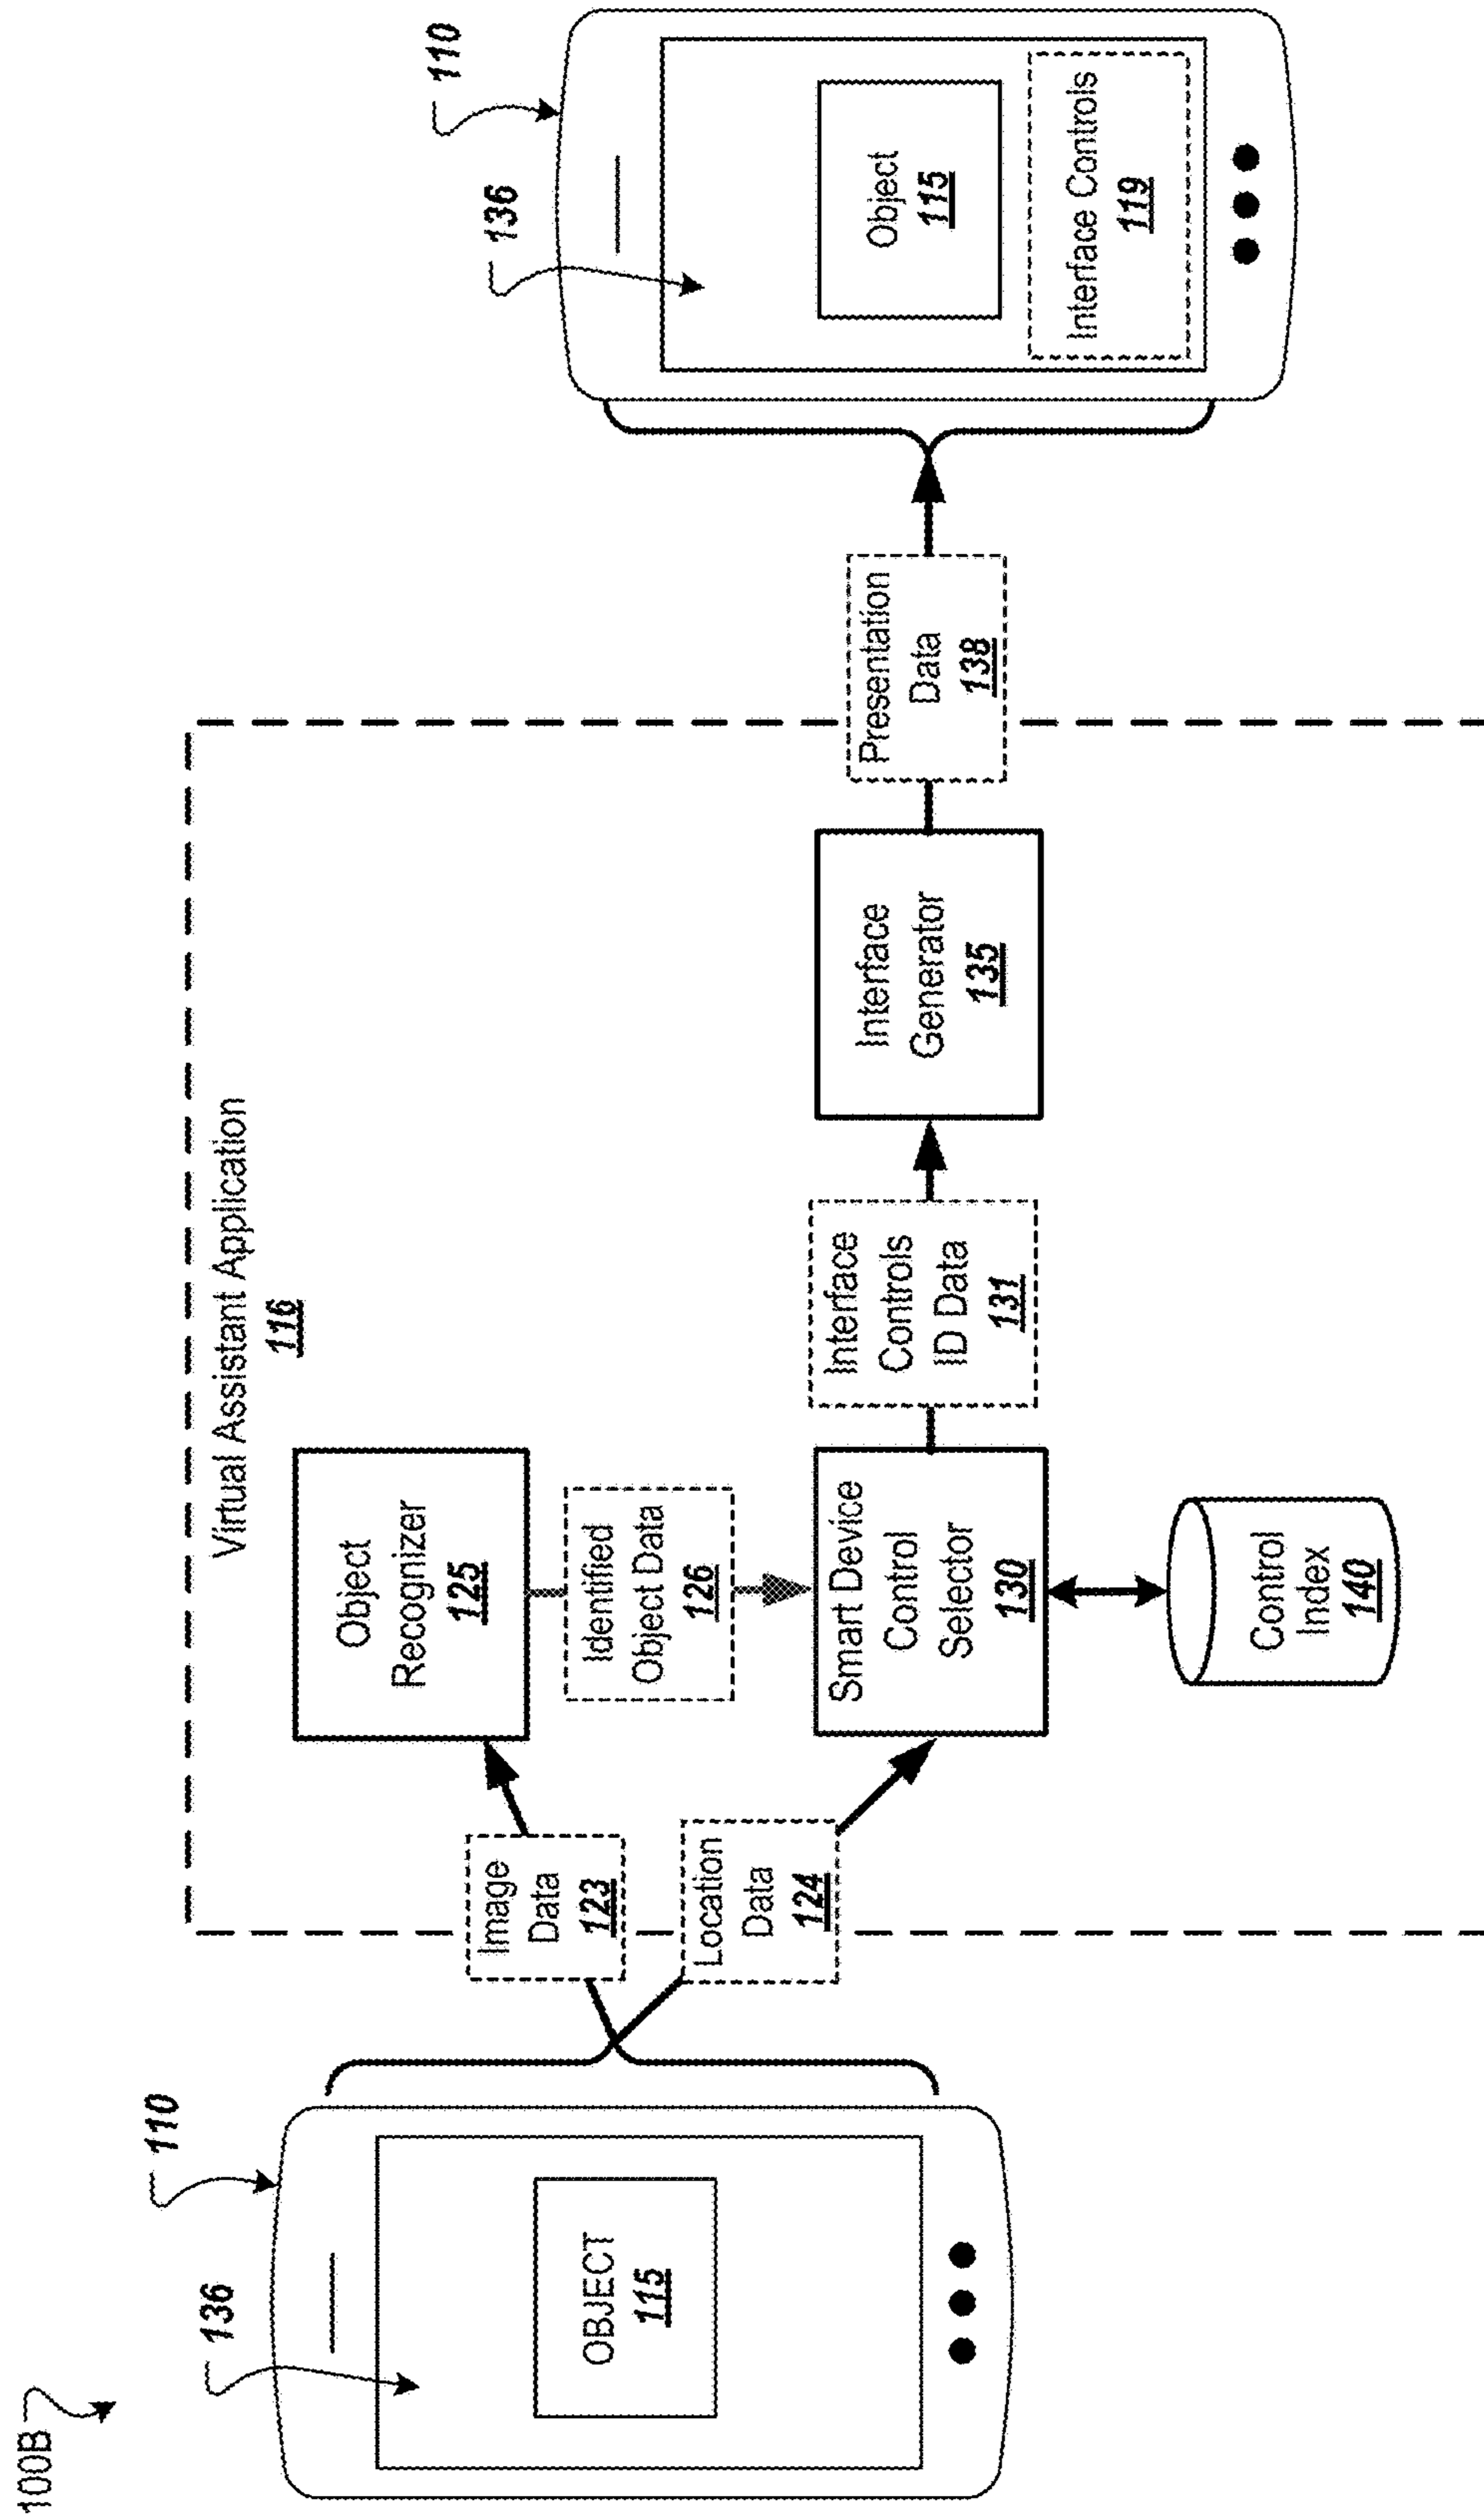 100B
136
110
OBJECT
115
Image
Data
123
Location
Data
124
Virtual Assistant Application
116
Object
Recognizer
125
Identified
Object Data
126
Smart Device
Control
Selector
130
Control
Index
140
Interface
Controls
ID Data
131
Interface
Generator
135
Presentation
Data
138
136
110
Object
115
Interface Controls
119